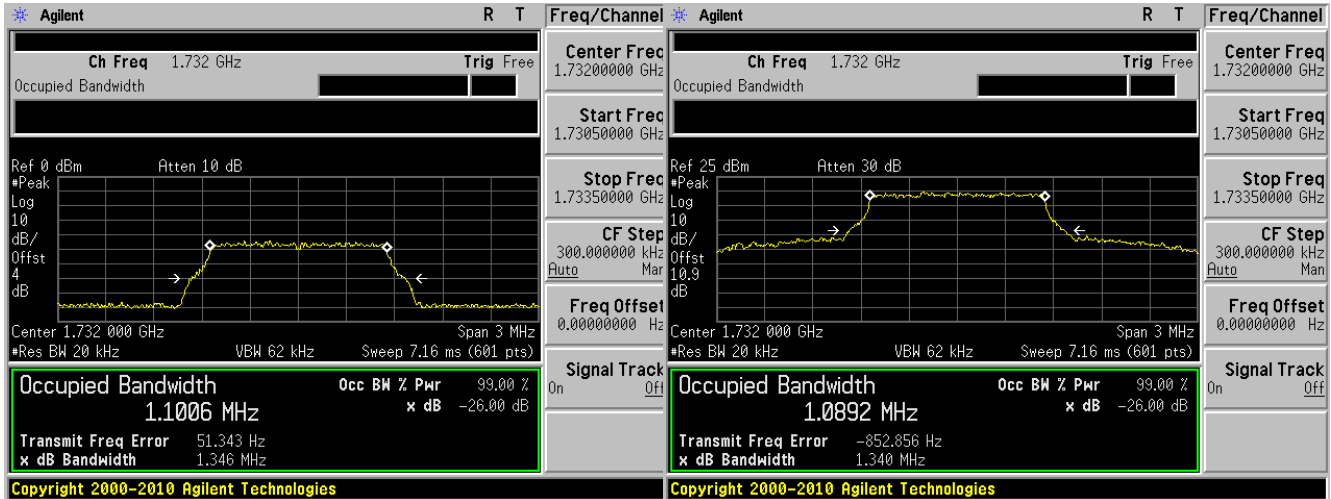 Agilent R T Freq/Channel
Ch Freq 1.732 GHz Trig Free
Occupied Bandwidth
Center Freq
1.73200000 GHz
Start Freq
1.73050000 GHz
Stop Freq
1.73350000 GHz
CF Step
300.000000 kHz
Auto Man
Freq Offset
0.00000000 Hz
Signal Track
On Off
Ref 0 dBm Atten 10 dB
#Peak
Log
10
dB/
Offst
4
dB
Center 1.732 000 GHz Span 3 MHz
#Res BW 20 kHz VBW 62 kHz Sweep 7.16 ms (601 pts)
Occupied Bandwidth Occ BW % Pwr 99.00 %
1.1006 MHz x dB -26.00 dB
Transmit Freq Error 51.343 Hz
x dB Bandwidth 1.346 MHz
Copyright 2000-2010 Agilent Technologies
Agilent R T Freq/Channel
Ch Freq 1.732 GHz Trig Free
Occupied Bandwidth
Center Freq
1.73200000 GHz
Start Freq
1.73050000 GHz
Stop Freq
1.73350000 GHz
CF Step
300.000000 kHz
Auto Man
Freq Offset
0.00000000 Hz
Signal Track
On Off
Ref 25 dBm Atten 30 dB
#Peak
Log
10
dB/
Offst
10.9
dB
Center 1.732 000 GHz Span 3 MHz
#Res BW 20 kHz VBW 62 kHz Sweep 7.16 ms (601 pts)
Occupied Bandwidth Occ BW % Pwr 99.00 %
1.0892 MHz x dB -26.00 dB
Transmit Freq Error -852.856 Hz
x dB Bandwidth 1.340 MHz
Copyright 2000-2010 Agilent Technologies